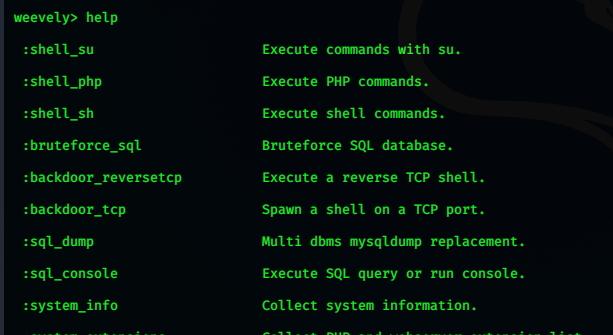 weevely> help
:shell_su Execute commands with su.
:shell_php Execute PHP commands.
:shell_sh Execute shell commands.
:bruteforce_sql Bruteforce SQL database.
:backdoor_reversetcp Execute a reverse TCP shell.
:backdoor_tcp Spawn a shell on a TCP port.
:sql_dump Multi dbms mysqldump replacement.
:sql_console Execute SQL query or run console.
:system_info Collect system information.